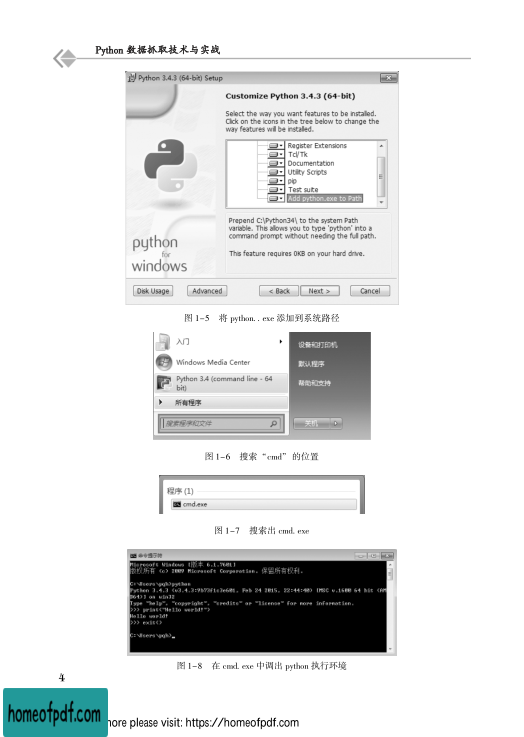 Python 数据抓取技术与实战
Python 3.4.3 (64-bit) Setup
Customize Python 3.4.3 (64-bit)
Select the way you want features to be installed.
Click on the icons in the tree below to change the
way features will be installed.
Register Extensions
Tcl/Tk
Documentation
Utility Scripts
pip
Test suite
Add python.exe to Path
Prepend C:\Python34\ to the system Path
variable. This allows you to type 'python' into a
command prompt without needing the full path.
This feature requires 0KB on your hard drive.
python
for
windows
Disk Usage
Advanced
< Back
Next >
Cancel
图 1-5 将 python. . exe 添加到系统路径
入门
Windows Media Center
Python 3.4 (command line - 64
bit)
所有程序
搜索程序和文件
设备和打印机
默认程序
帮助和支持
关机
图 1-6 搜索“cmd”的位置
程序 (1)
cmd.exe
图 1-7 搜索出 cmd. exe
命令提示符
Microsoft Windows [版本 6.1.7601]
版权所有 (c) 2009 Microsoft Corporation。保留所有权利。
C:\Users\pqb>python
Python 3.4.3 (v3.4.3:9b73f1c3e601, Feb 24 2015, 22:44:40) [MSC v.1600 64 bit (AM
D64)] on win32
Type "help", "copyright", "credits" or "license" for more information.
>>> print("Hello world!")
Hello world!
>>> exit()
C:\Users\pqb>
图 1-8 在 cmd. exe 中调出 python 执行环境
4
homeofpdf.com
more please visit: https://homeofpdf.com